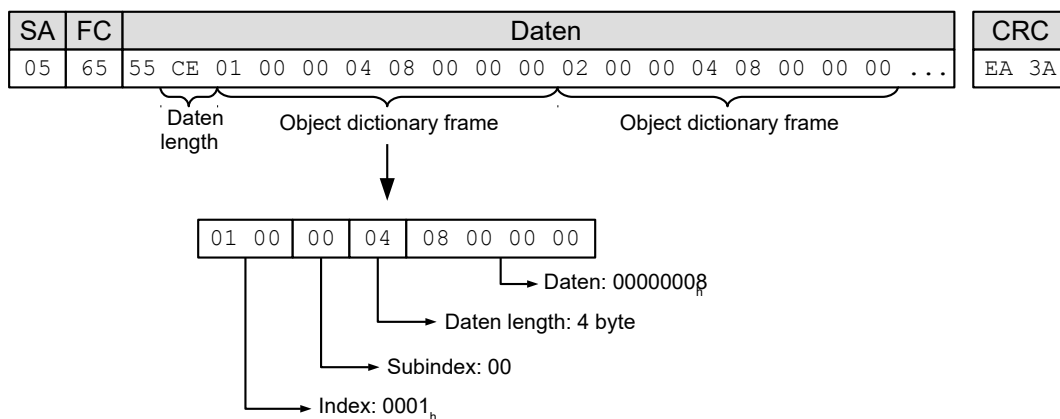 SA FC Daten CRC
05 65 55 CE 01 00 00 04 08 00 00 00 02 00 00 04 08 00 00 00 ... EA 3A
Daten length
Object dictionary frame
Object dictionary frame
01 00 00 04 08 00 00 00
Daten: 00000008h
Daten length: 4 byte
Subindex: 00
Index: 0001h